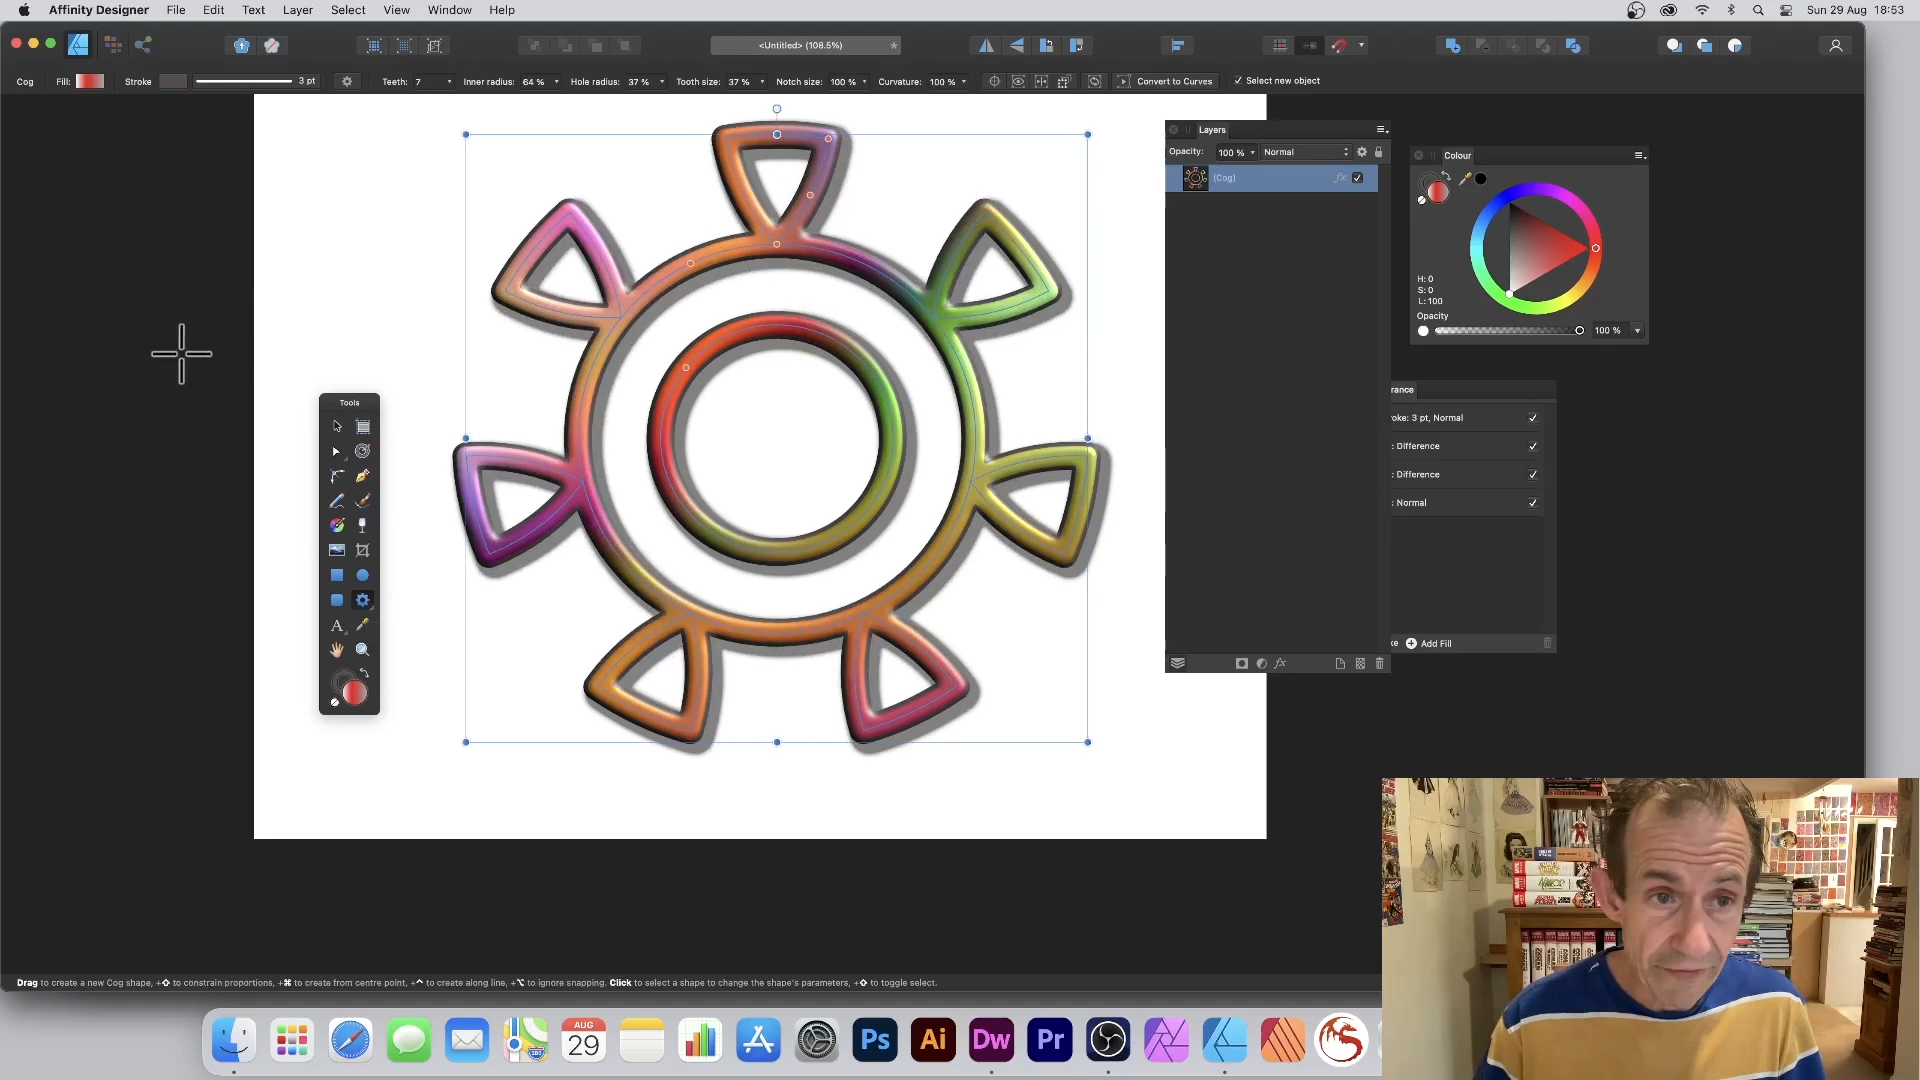 Affinity Designer File Edit Text Layer Select View Window Help Sun 29 Aug 18:53
<Untitled> (108.5%)
Cog Fill: Stroke 3 pt Teeth: 7 Inner radius: 64 % Hole radius: 37 % Tooth size: 37 % Notch size: 100 % Curvature: 100 % Convert to Curves Select new object
Layers
Opacity: 100 % Normal
(Cog) fx
fx
Colour
H: 0
S: 0
L: 100
Opacity
100 %
rance
oke: 3 pt, Normal
: Difference
: Difference
: Normal
ke Add Fill
Tools
A
Drag to create a new Cog shape, +⇧ to constrain proportions, +⌘ to create from centre point, +⌃ to create along line, +⌥ to ignore snapping. Click to select a shape to change the shape's parameters, +⇧ to toggle select.
AUG
29
280
Ps
Ai
Dw
Pr